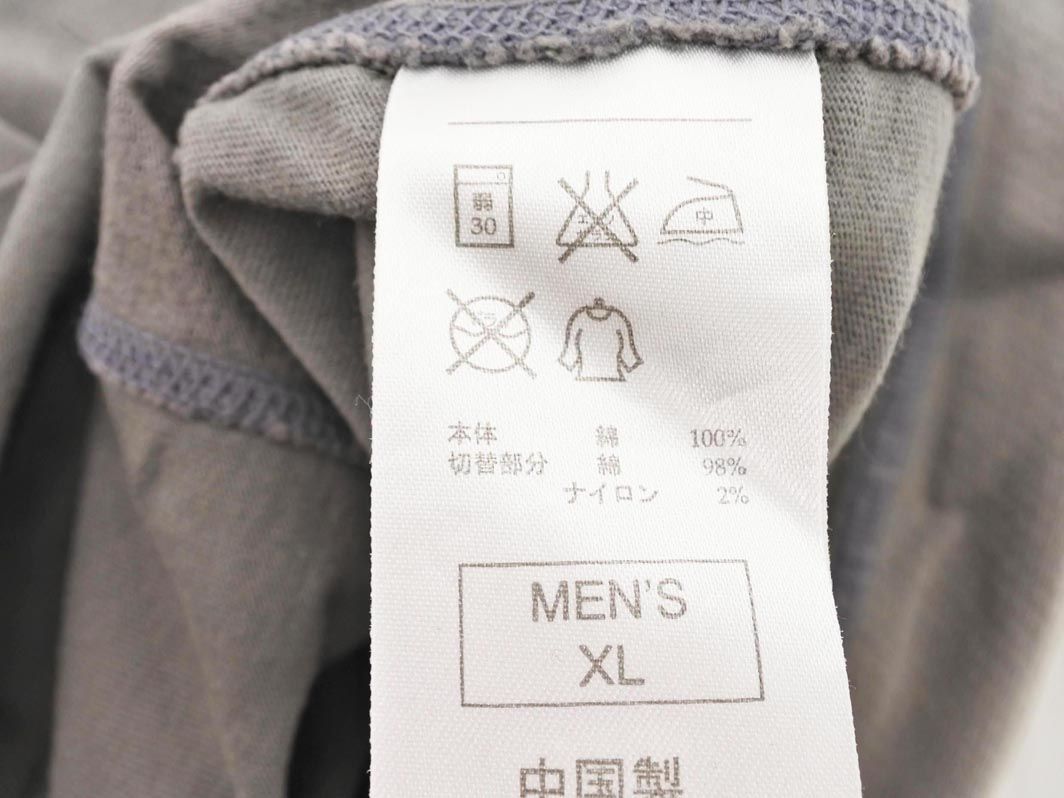 弱
30
中
本体 綿 100%
切替部分 綿 98%
ナイロン 2%
MEN'S
XL
中国製